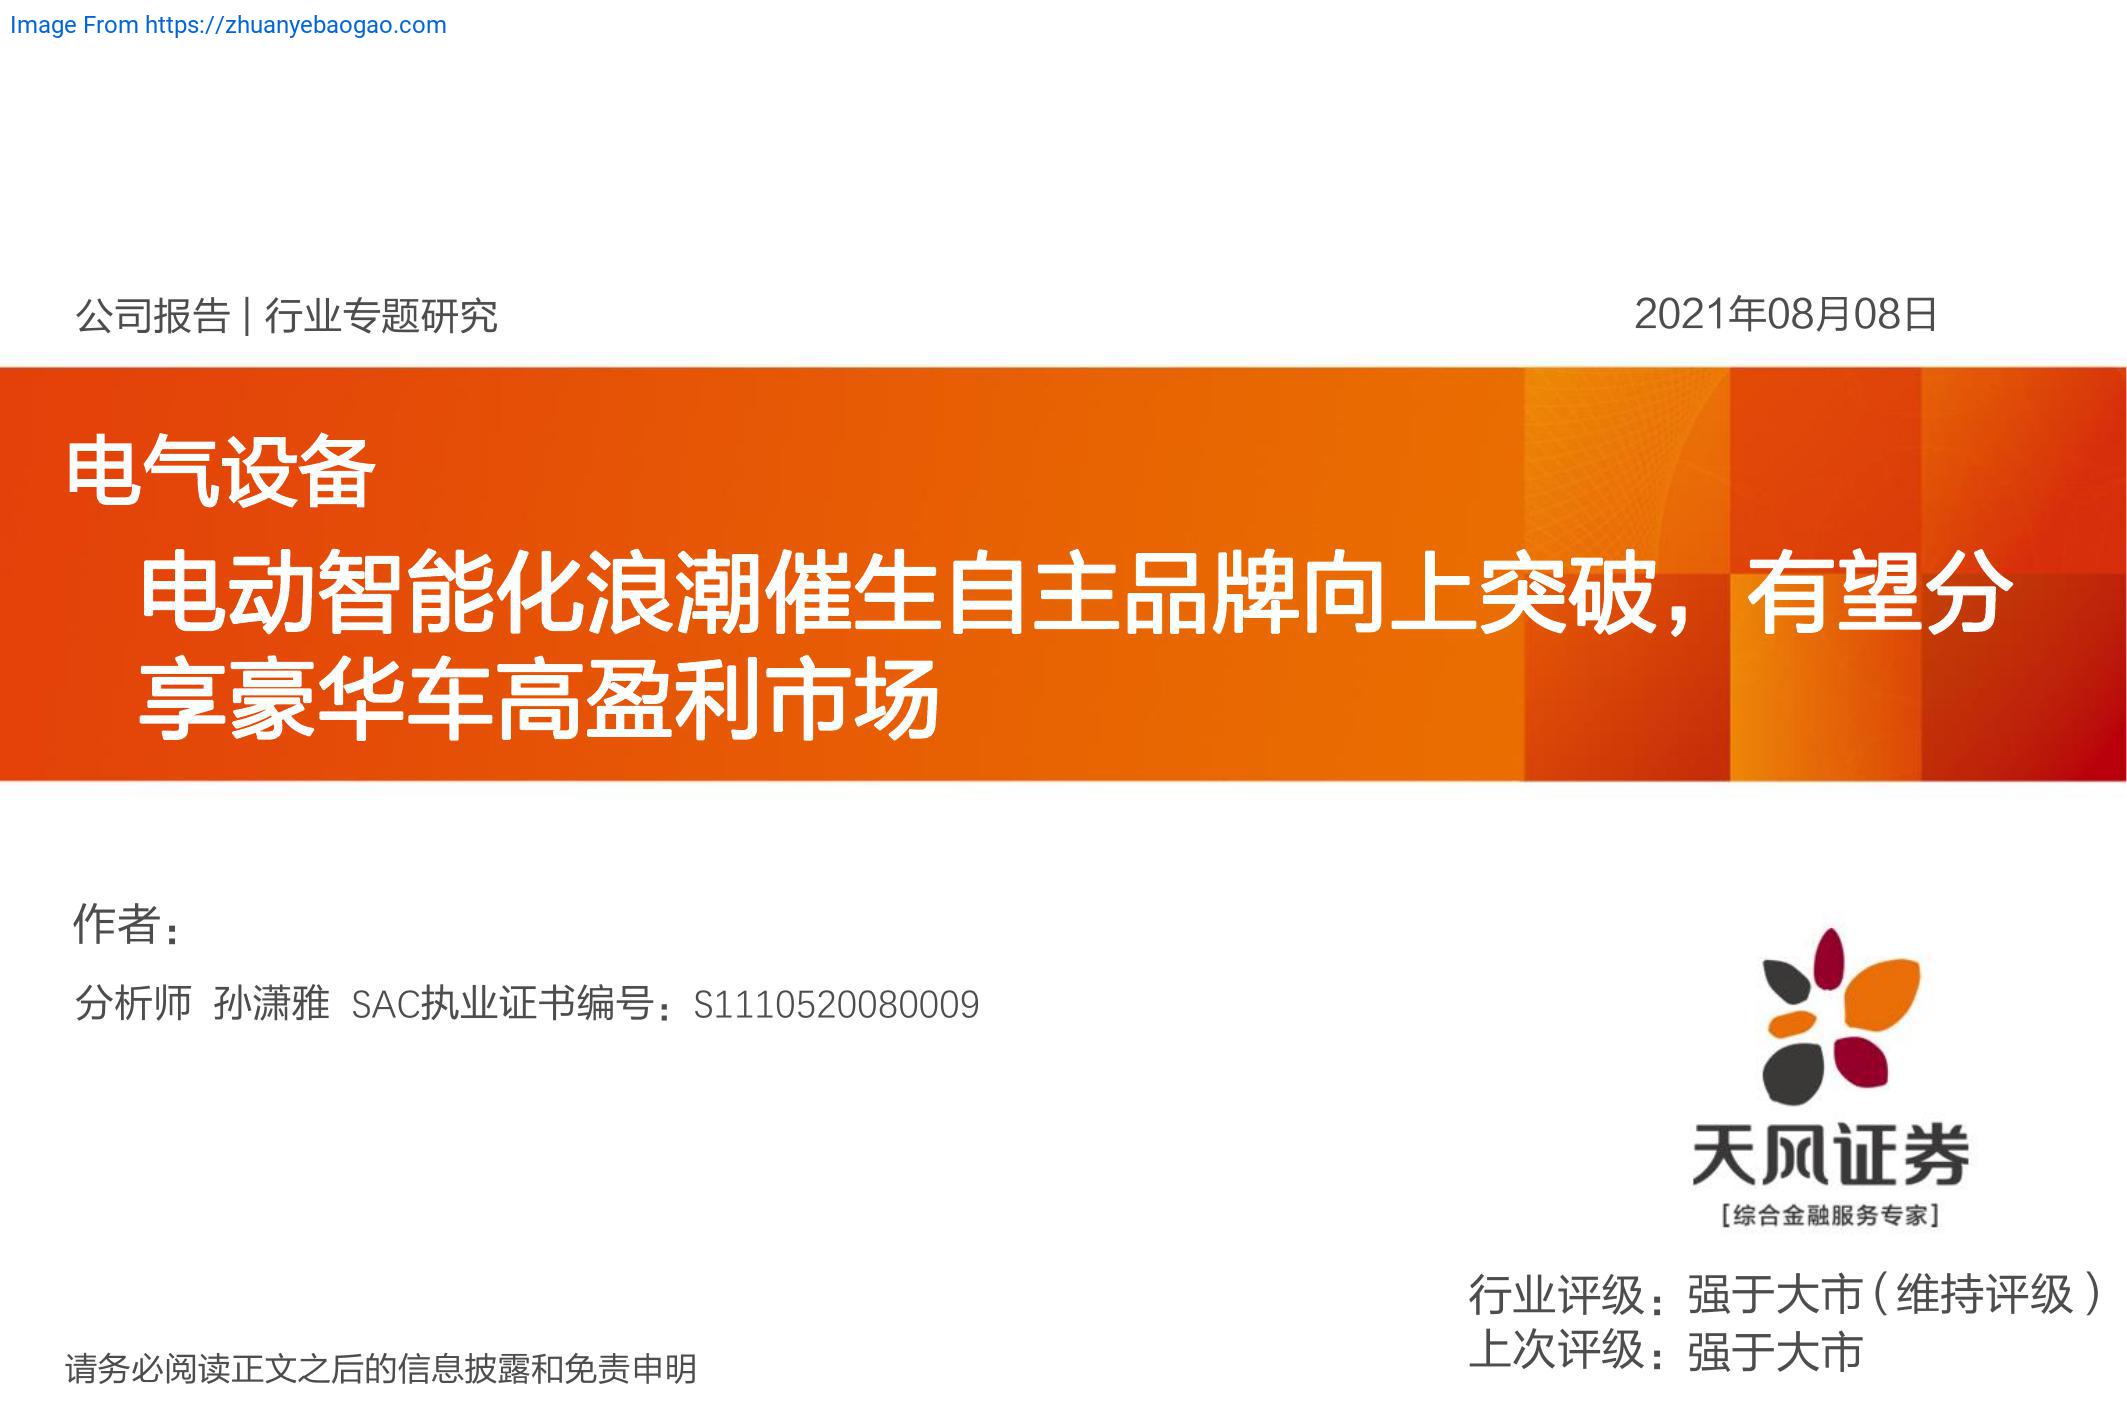 Image From https://zhuanyebaogao.com
公司报告 | 行业专题研究
2021年08月08日
电气设备
电动智能化浪潮催生自主品牌向上突破，有望分
享豪华车高盈利市场
作者：
分析师 孙潇雅 SAC执业证书编号：S1110520080009
天风证券
[综合金融服务专家]
行业评级：强于大市（维持评级）
上次评级：强于大市
请务必阅读正文之后的信息披露和免责申明